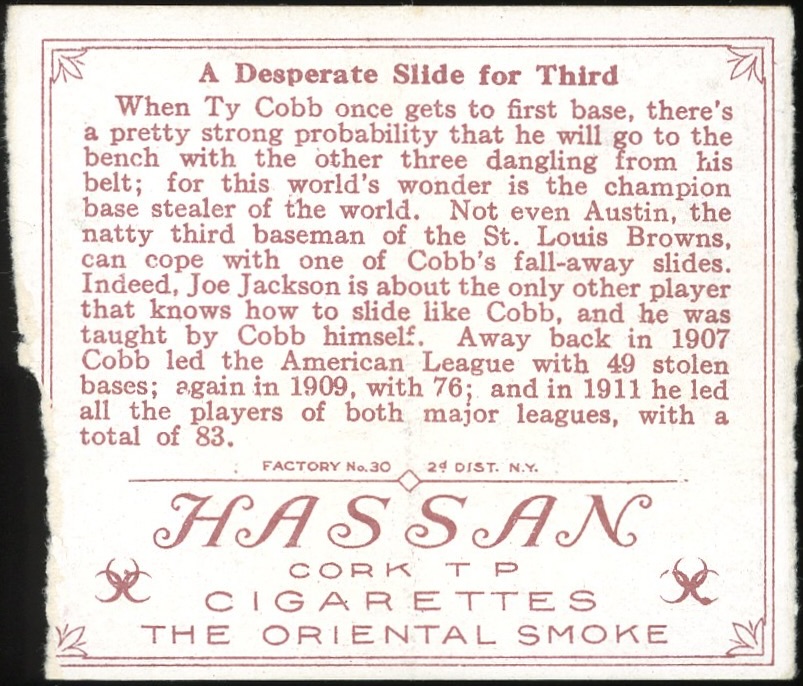 A Desperate Slide for Third
When Ty Cobb once gets to first base, there's
a pretty strong probability that he will go to the
bench with the other three dangling from his
belt; for this world's wonder is the champion
base stealer of the world. Not even Austin, the
natty third baseman of the St. Louis Browns,
can cope with one of Cobb's fall-away slides.
Indeed, Joe Jackson is about the only other player
that knows how to slide like Cobb, and he was
taught by Cobb himself. Away back in 1907
Cobb led the American League with 49 stolen
bases; again in 1909, with 76; and in 1911 he led
all the players of both major leagues, with a
total of 83.
FACTORY No. 30 2d DIST. N.Y.
HASSAN
CORK T P
CIGARETTES
THE ORIENTAL SMOKE